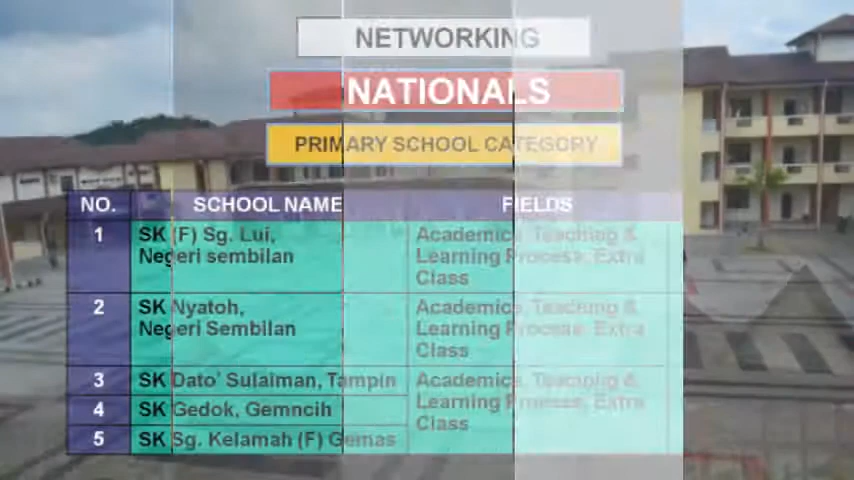 NETWORKING
NATIONALS
PRIMARY SCHOOL CATEGORY
NO. SCHOOL NAME FIELDS
1 SK (F) Sg. Lui,
Negeri sembilan
Academics, Teaching &
Learning Process, Extra
Class
2 SK Nyatoh,
Negeri Sembilan
Academics, Teaching &
Learning Process, Extra
Class
3 SK Dato' Sulaiman, Tampin
4 SK Gedok, Gemncih
5 SK Sg. Kelamah (F) Gemas
Academics, Teaching &
Learning Process, Extra
Class